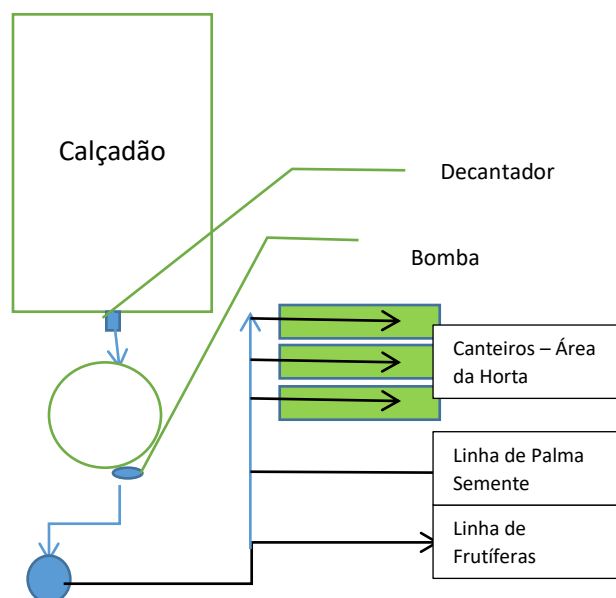 Calçadão
Decantador
Bomba
Canteiros – Área
da Horta
Linha de Palma
Semente
Linha de
Frutíferas